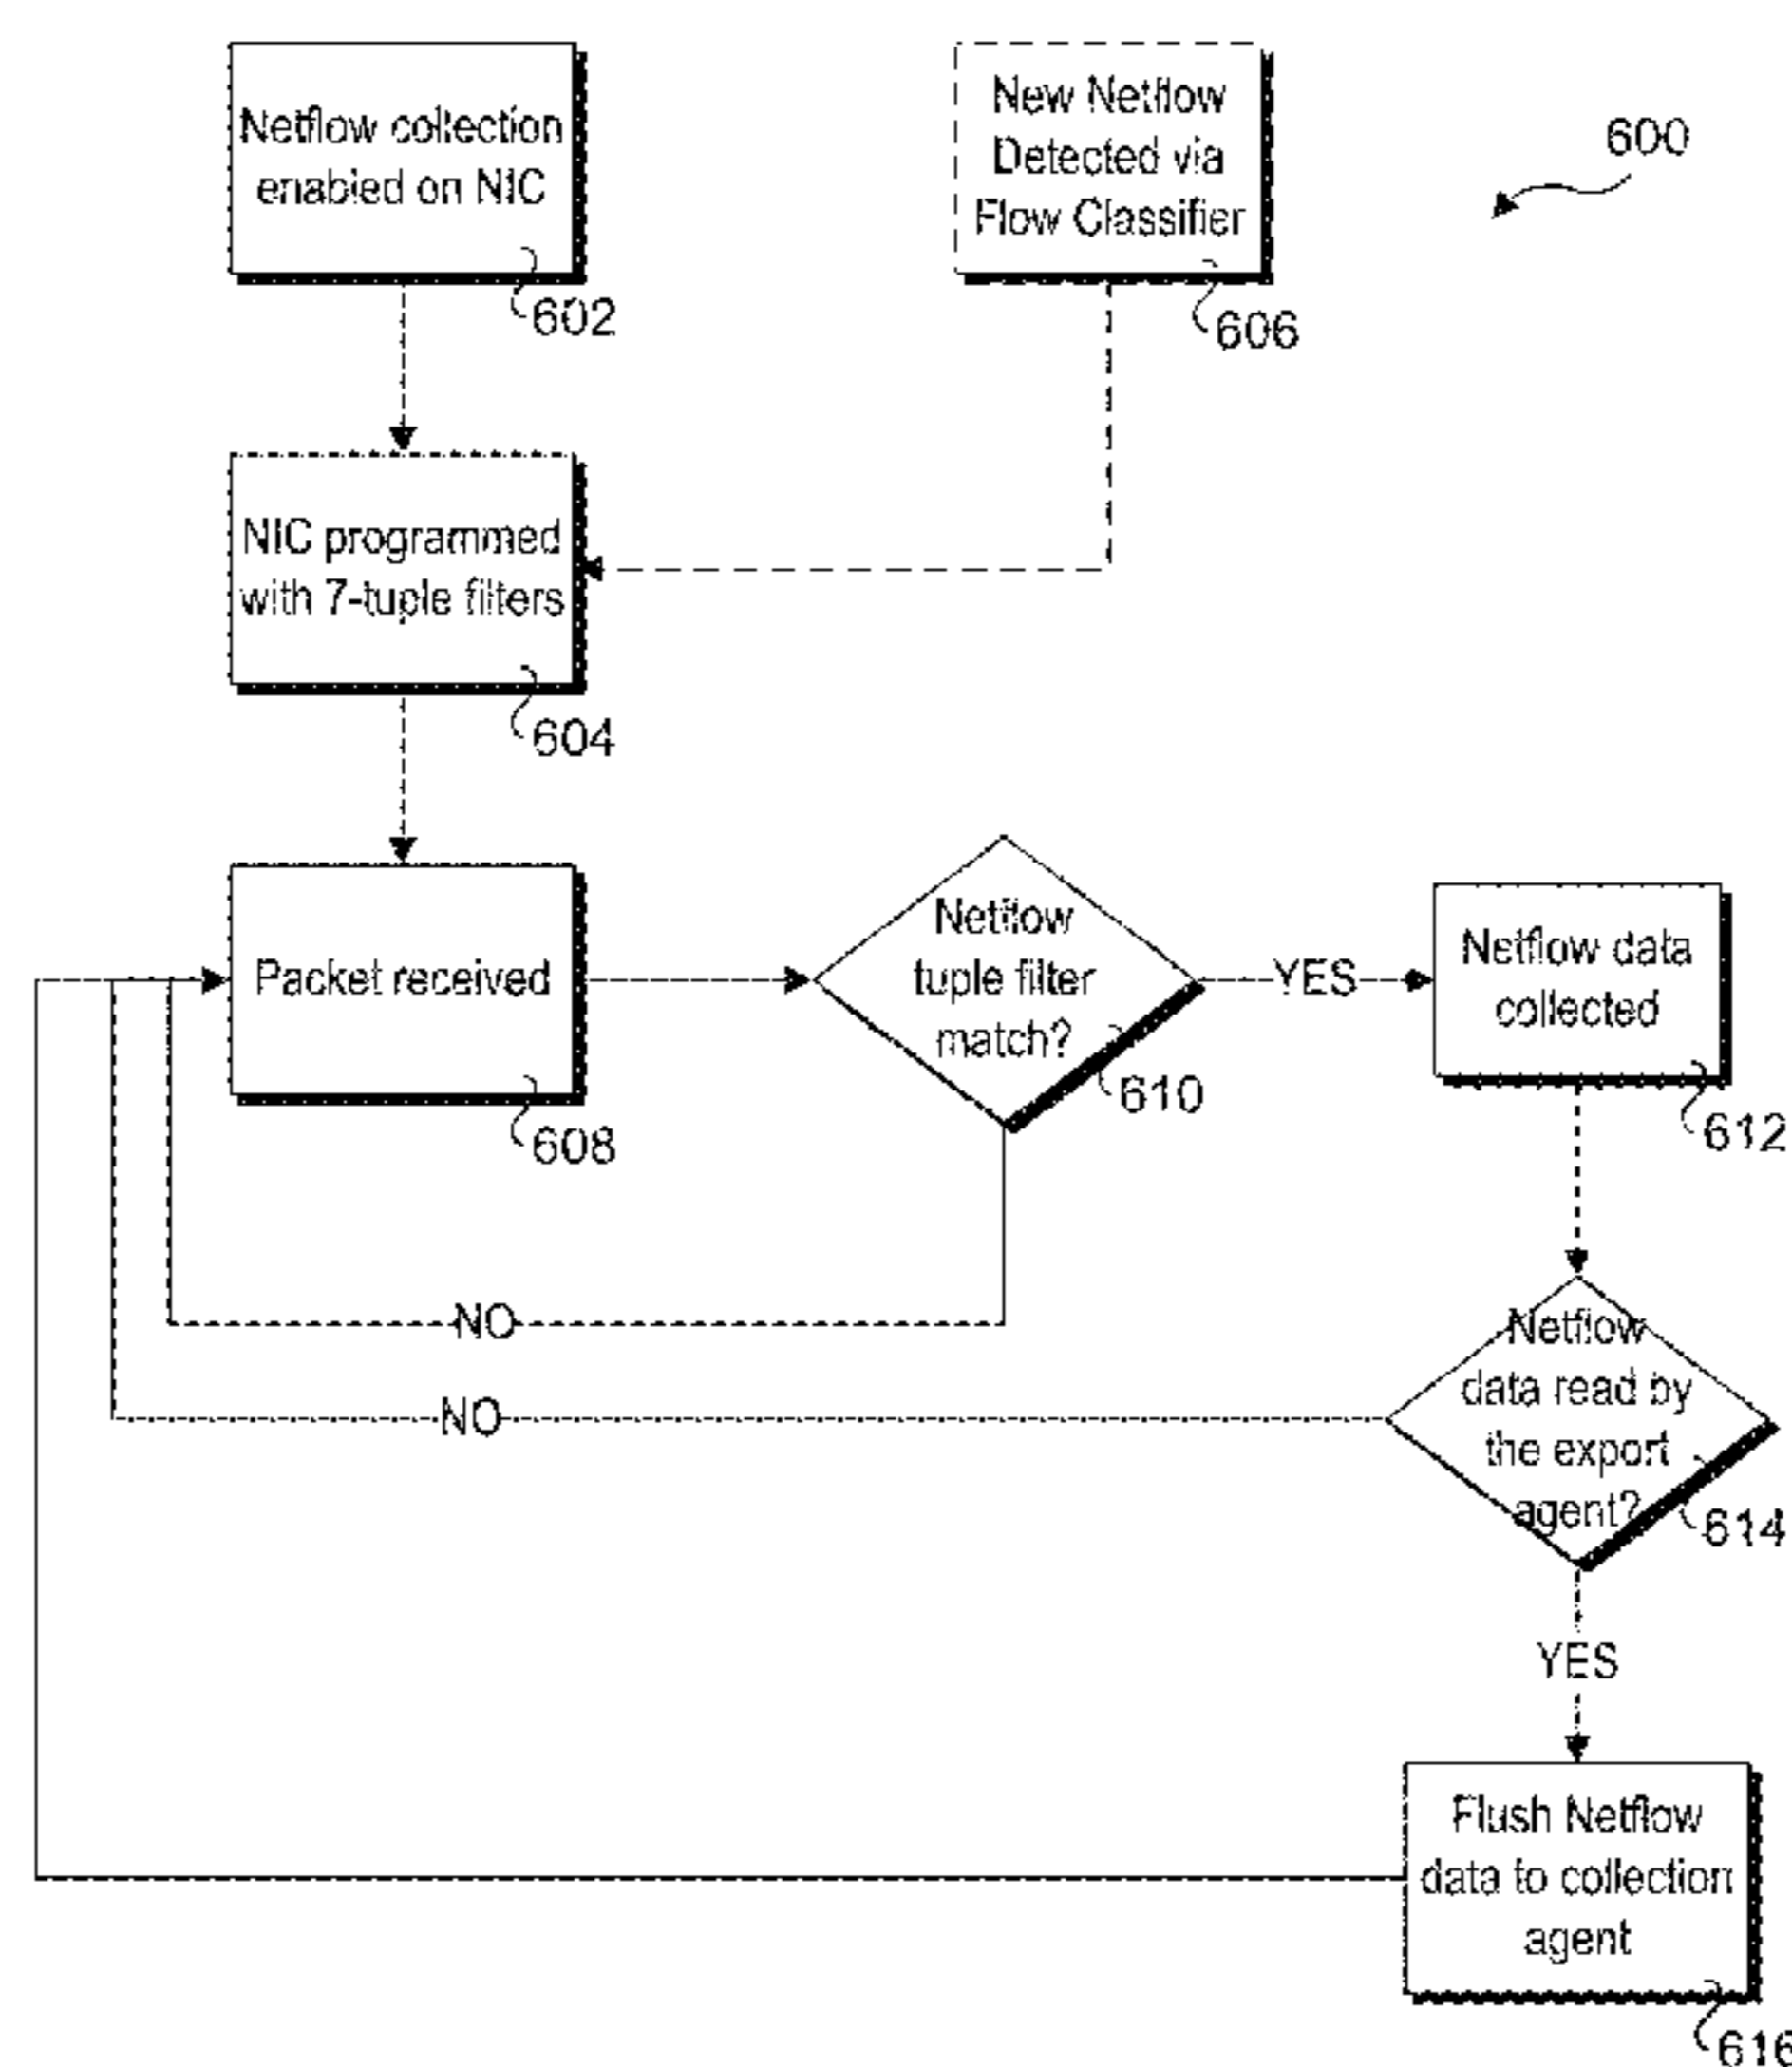 Netflow collection
enabled on NIC
602
New Netflow
Detected via
Flow Classifier
606
600
NIC programmed
with 7-tuple filters
604
Packet received
608
Netflow
tuple filter
match?
610
YES
Netflow data
collected
612
NO
NO
Netflow
data read by
the export
agent?
614
YES
Flush Netflow
data to collection
agent
616